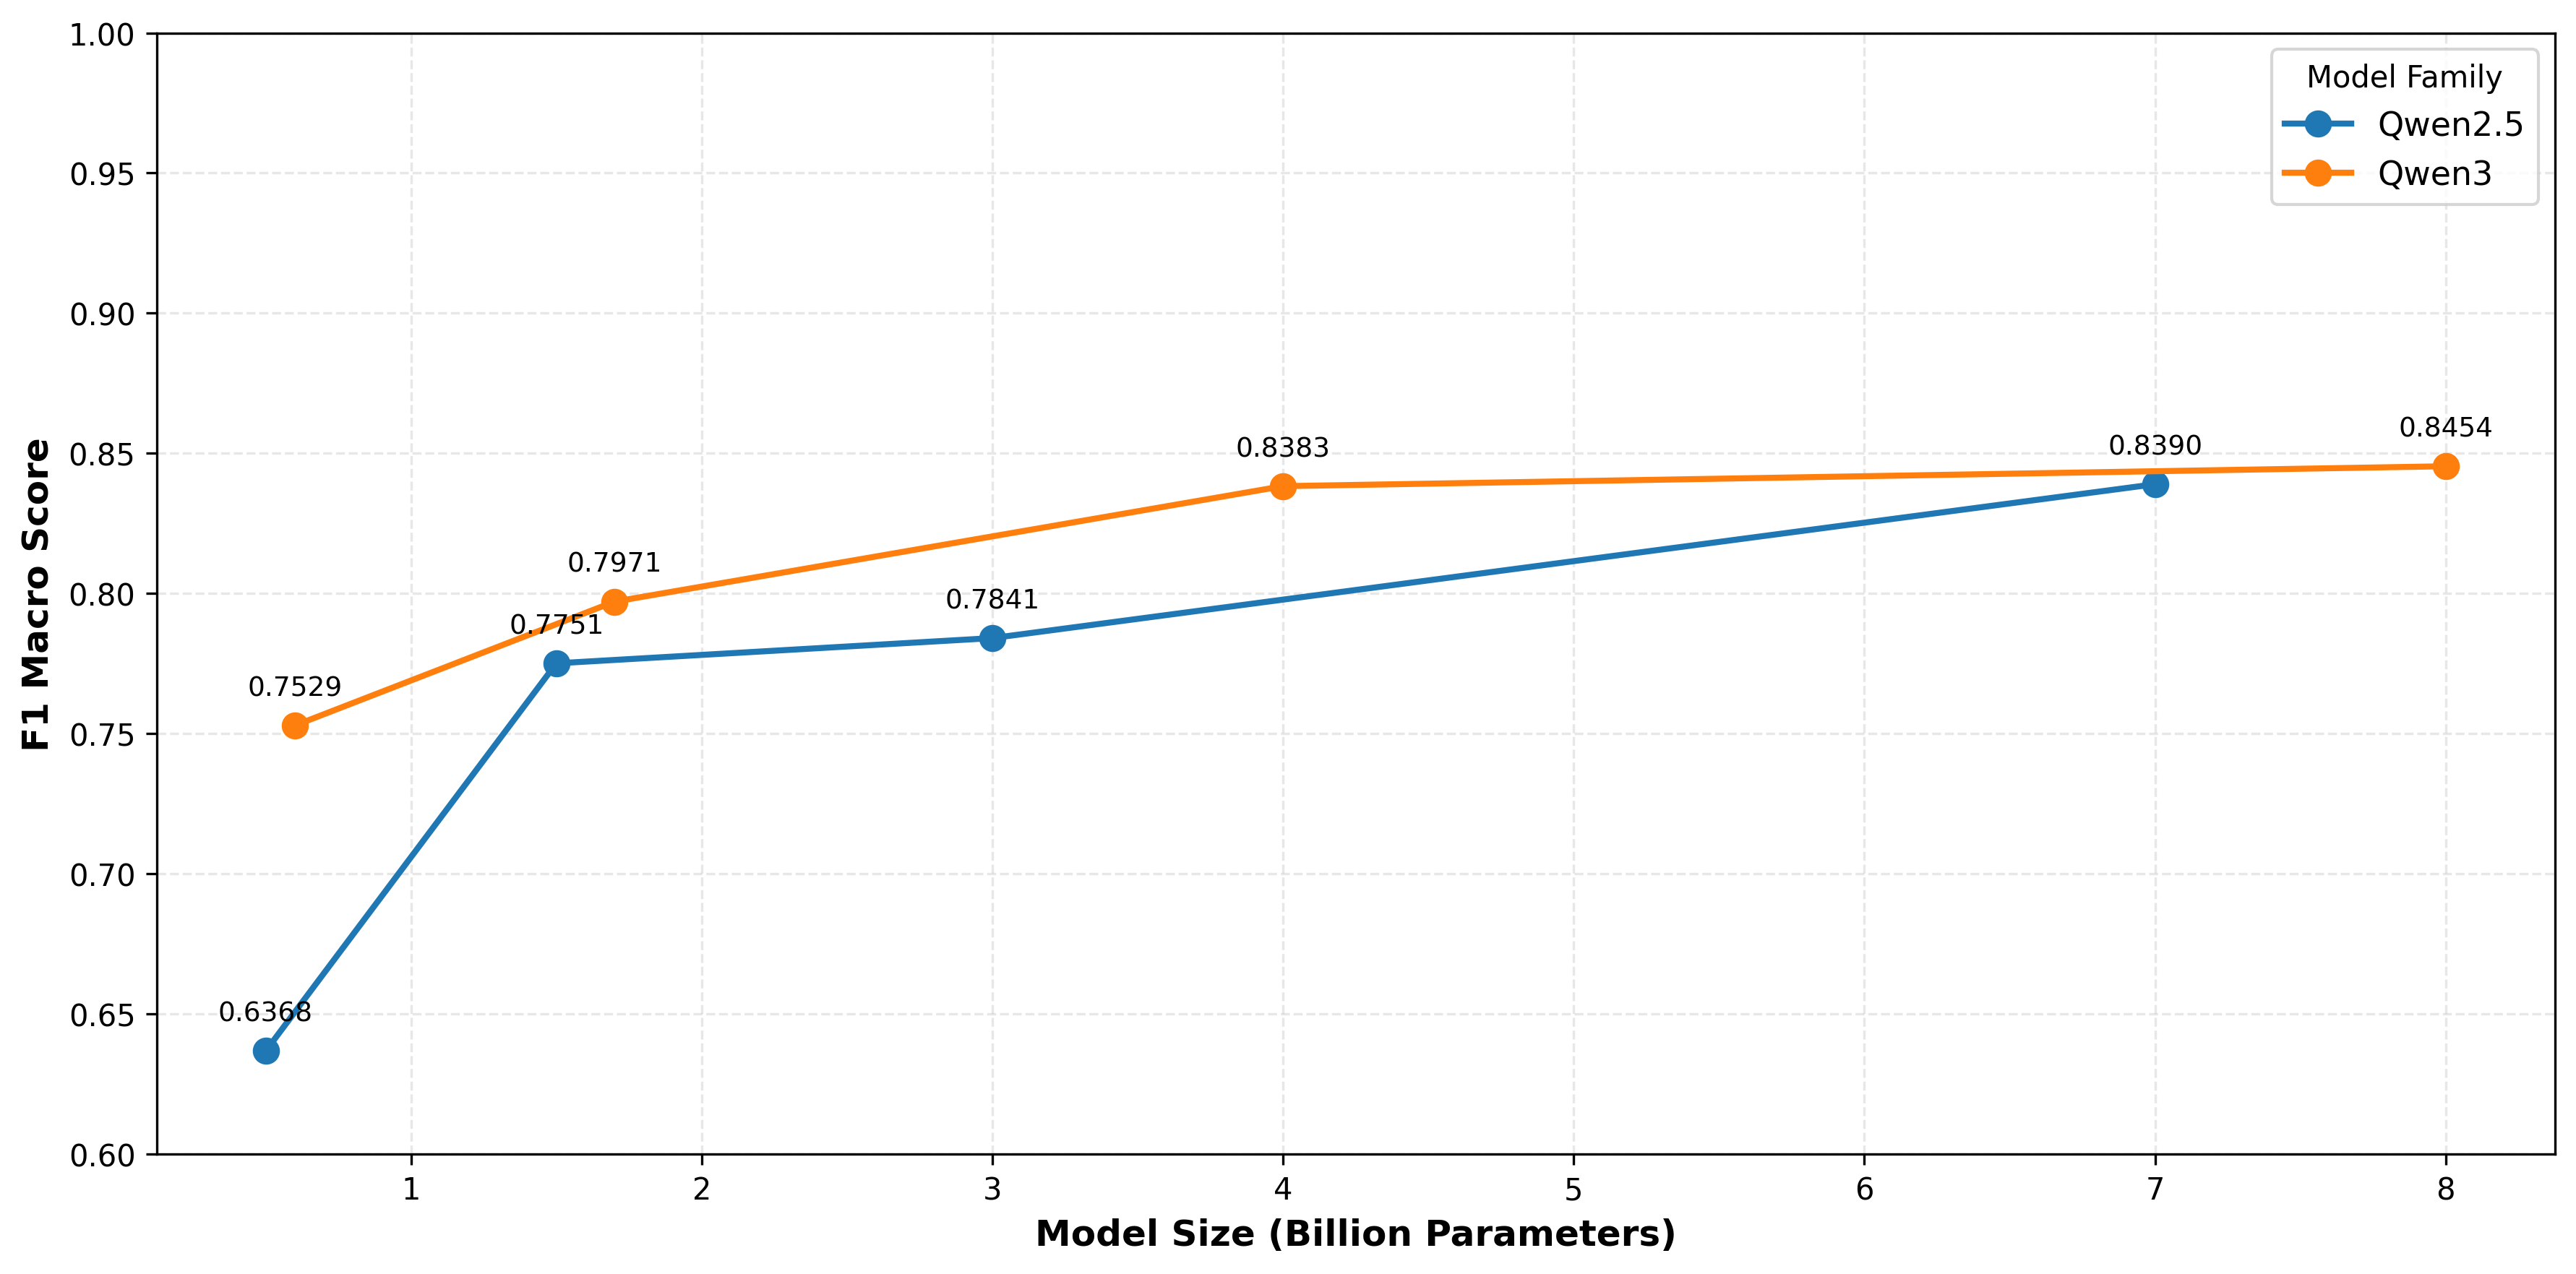 1.00
0.95
0.90
0.85
0.80
0.75
0.70
0.65
0.60
F1 Macro Score
Model Family
Qwen2.5
Qwen3
0.8454
0.8390
0.8383
0.7971
0.7841
0.7751
0.7529
0.6368
1 2 3 4 5 6 7 8
Model Size (Billion Parameters)